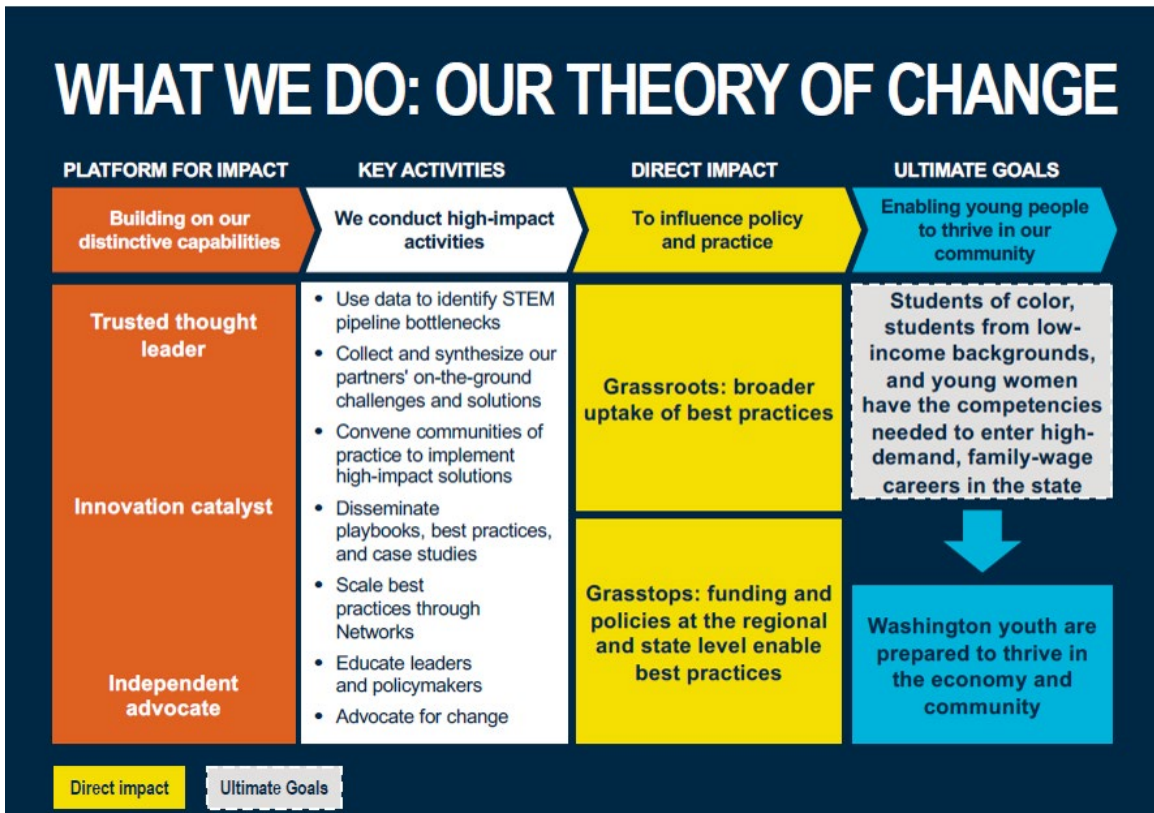 WHAT WE DO: OUR THEORY OF CHANGE
PLATFORM FOR IMPACT
KEY ACTIVITIES
DIRECT IMPACT
ULTIMATE GOALS
Building on our
distinctive capabilities
We conduct high-impact
activities
To influence policy
and practice
Enabling young people
to thrive in our
community
Trusted thought
leader
Innovation catalyst
Independent
advocate
• Use data to identify STEM
pipeline bottlenecks
• Collect and synthesize our
partners' on-the-ground
challenges and solutions
• Convene communities of
practice to implement
high-impact solutions
• Disseminate
playbooks, best practices,
and case studies
• Scale best
practices through
Networks
• Educate leaders
and policymakers
• Advocate for change
Grassroots: broader
uptake of best practices
Grasstops: funding and
policies at the regional
and state level enable
best practices
Students of color,
students from low-
income backgrounds,
and young women
have the competencies
needed to enter high-
demand, family-wage
careers in the state
Washington youth are
prepared to thrive in
the economy and
community
Direct impact
Ultimate Goals